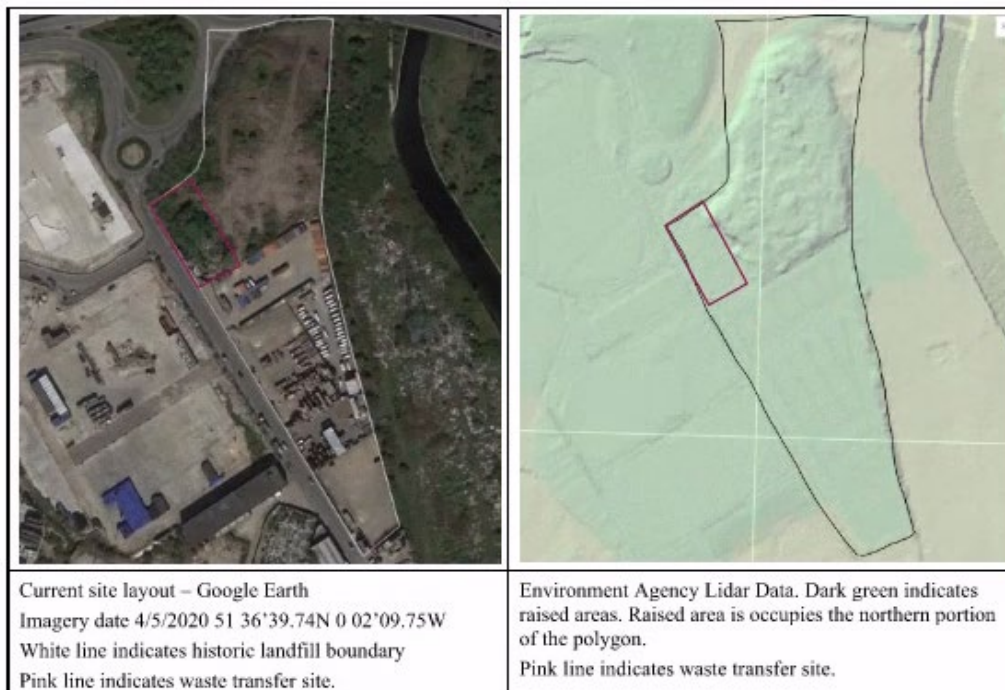 Current site layout – Google Earth
Imagery date 4/5/2020 51 36’39.74N 0 02’09.75W
White line indicates historic landfill boundary
Pink line indicates waste transfer site.
Environment Agency Lidar Data. Dark green indicates
raised areas. Raised area is occupies the northern portion
of the polygon.
Pink line indicates waste transfer site.